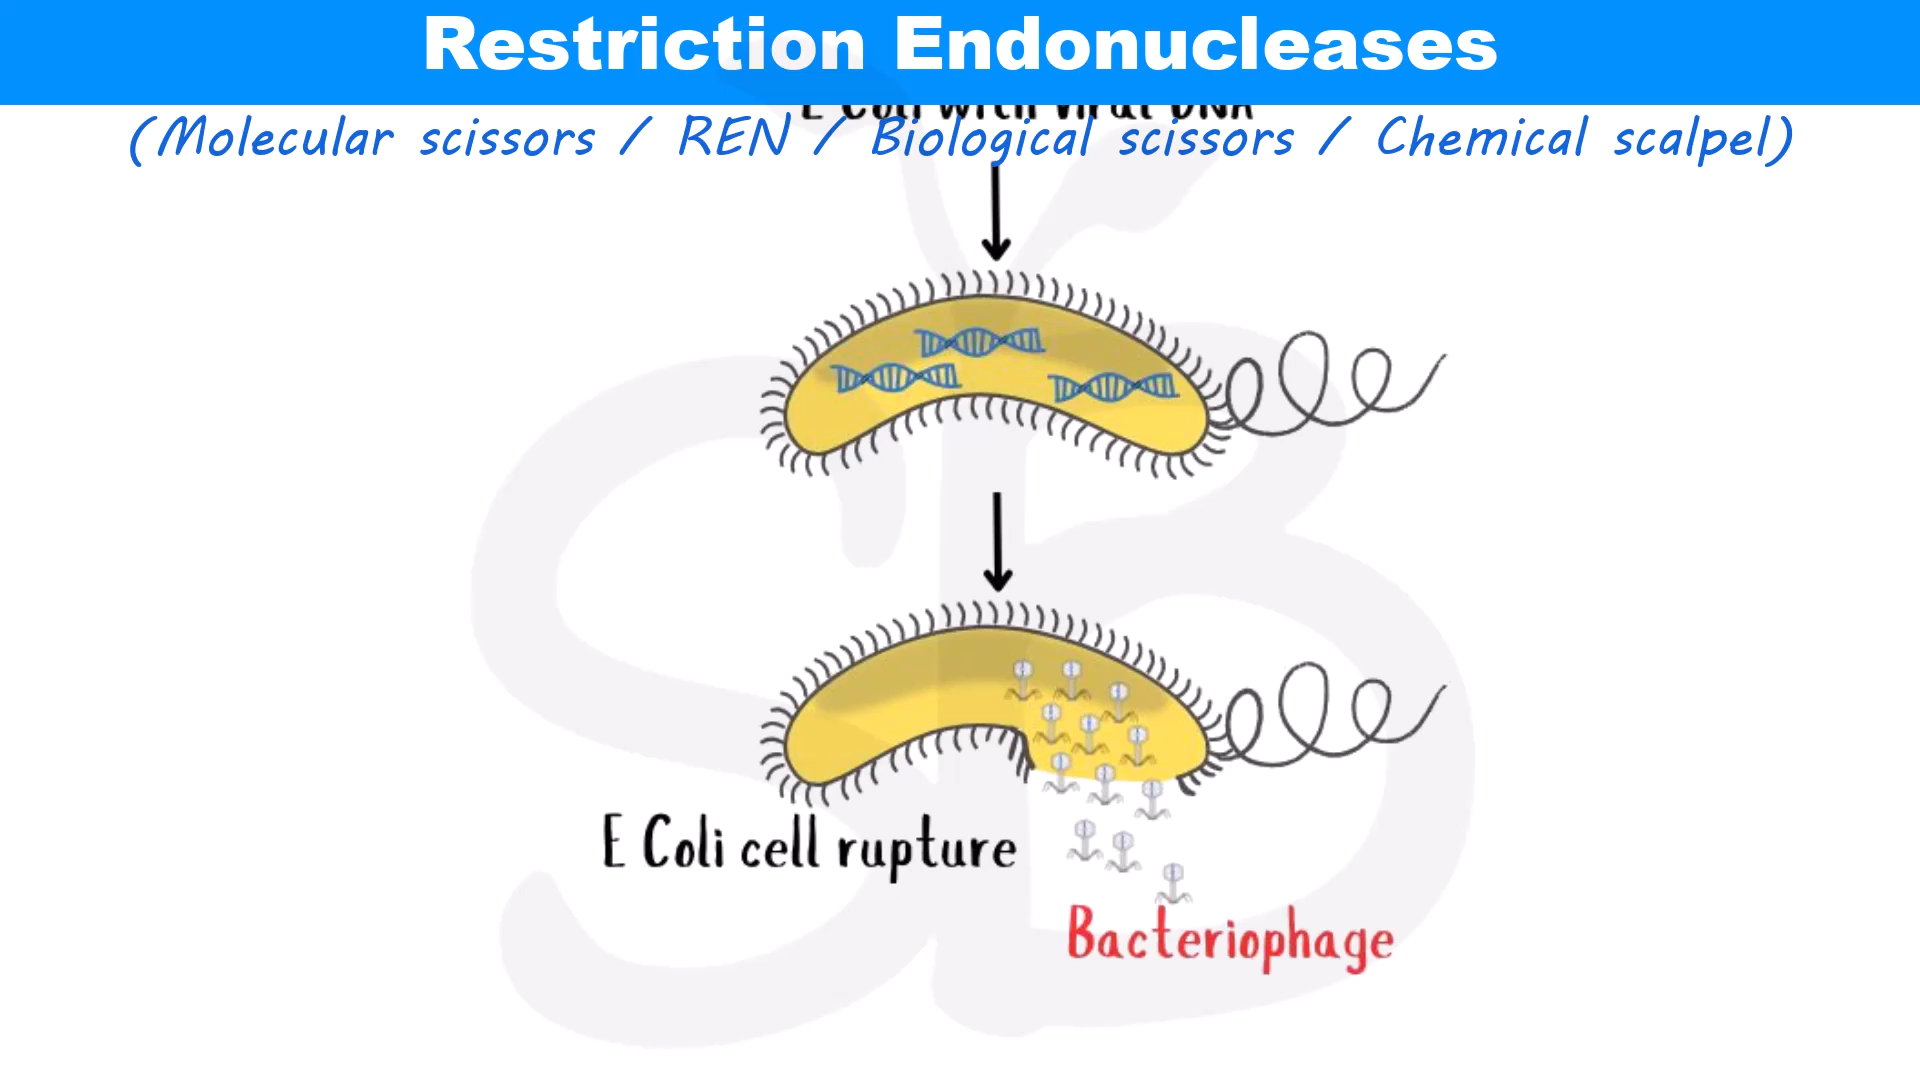 Restriction Endonucleases
E Coli with viral DNA
(Molecular scissors / REN / Biological scissors / Chemical scalpel)
E Coli cell rupture
Bacteriophage